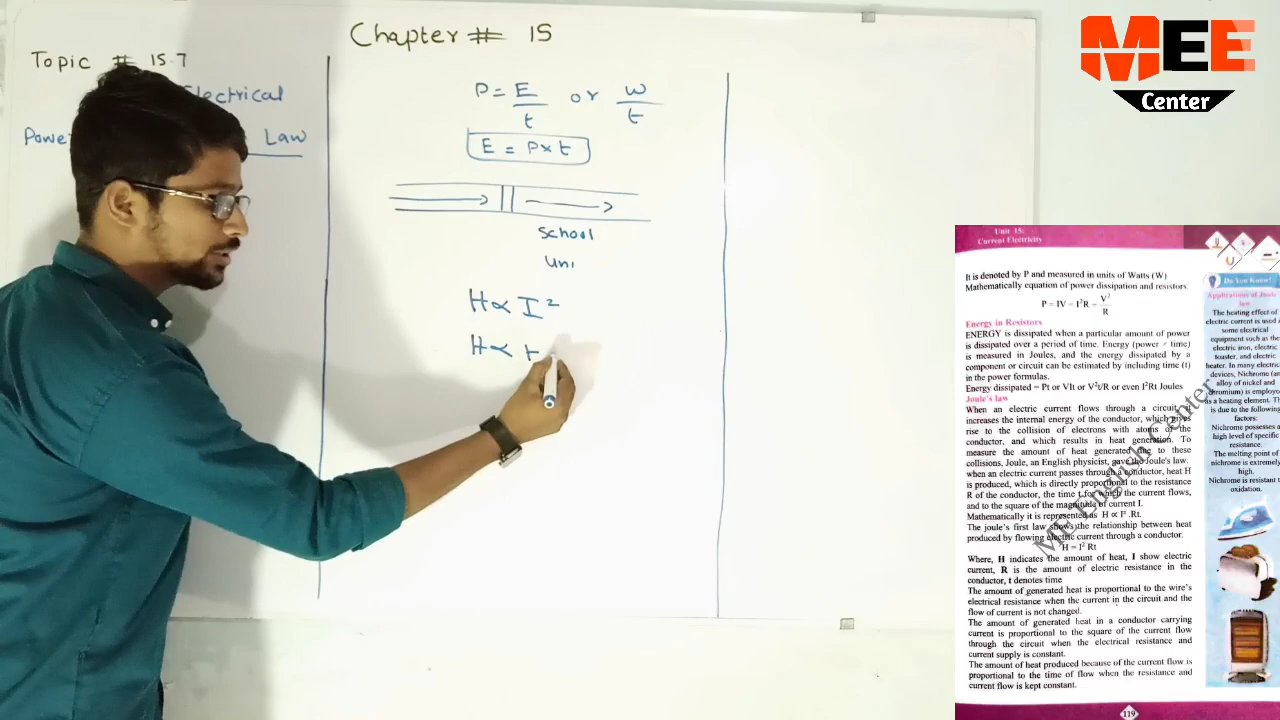 Chapter # 15
Topic # 15.7
Electrical
Law
P = E/t or w/t
E = P×t
School
Uni
H∝ I²
H∝ t
MEE
Center
Unit 15:
Current Electricity
It is denoted by P and measured in units of Watts (W)
Mathematically equation of power dissipation and resistors
P = IV = I²R = V²/R
Energy in Resistors
ENERGY is dissipated when a particular amount of power
is dissipated over a period of time. Energy (power × time)
is measured in Joules, and the energy dissipated by a
component or circuit can be estimated by including time (t)
in the power formulas.
Energy dissipated = Pt or VIt or V²t/R or even I²Rt Joules
Joule's law
When an electric current flows through a circuit, it
increases the internal energy of the conductor, which gives
rise to the collision of electrons with atoms of the
conductor, and which results in heat generation. To
measure the amount of heat generated due to these
collisions, Joule, an English physicist, gave the Joule's law.
when an electric current passes through a conductor, heat H
is produced, which is directly proportional to the resistance
R of the conductor, the time t for which the current flows,
and to the square of the magnitude of current I.
Mathematically it is represented as H ∝ I² .Rt.
The joule's first law shows the relationship between heat
produced by flowing electric current through a conductor.
H = I² Rt
Where, H indicates the amount of heat, I show electric
current, R is the amount of electric resistance in the
conductor, t denotes time
The amount of generated heat is proportional to the wire's
electrical resistance when the current in the circuit and the
flow of current is not changed.
The amount of generated heat in a conductor carrying
current is proportional to the square of the current flow
through the circuit when the electrical resistance and
current supply is constant.
The amount of heat produced because of the current flow is
proportional to the time of flow when the resistance and
current flow is kept constant.
119
Do You Know!
Applications of Joule
law
The heating effect of
electric current is used
some electrical
equipment such as the
electric iron, electric
toaster, and electric
heater. In many electric
devices, Nichrome (an
alloy of nickel and
chromium) is employed
as a heating element. Th
is due to the following
factors:
Nichrome possesses a
high level of specific
resistance.
The melting point of
nichrome is extremely
high.
Nichrome is resistant t
oxidation.
English Center